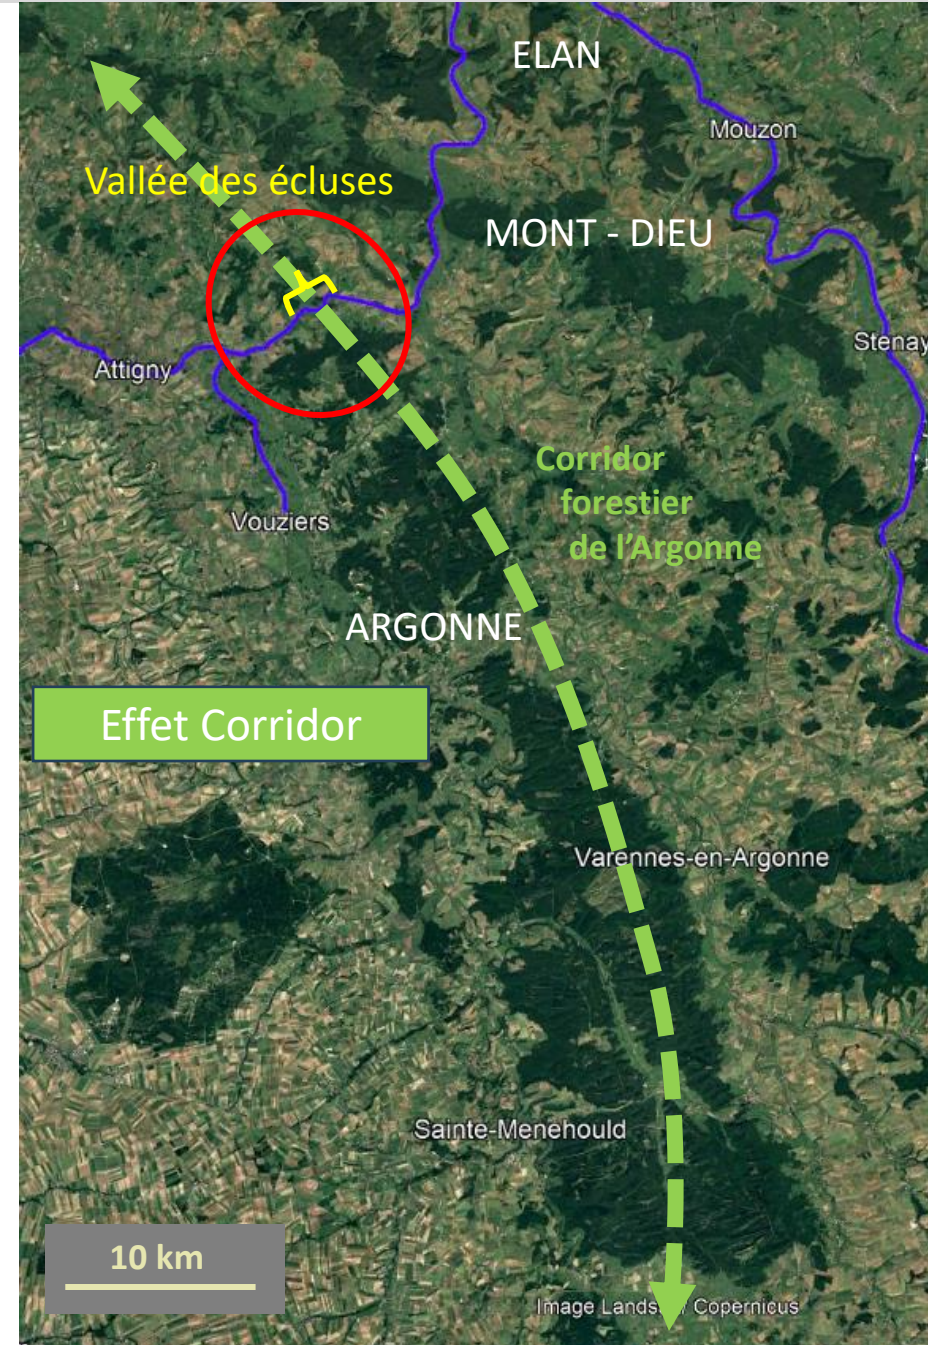 ELAN
Mouzon
Vallée des écluses
MONT - DIEU
Stenay
Attigny
Corridor
forestier
de l'Argonne
Vouziers
ARGONNE
Effet Corridor
Varennes-en-Argonne
Sainte-Menehould
10 km
Image Lands Copernicus